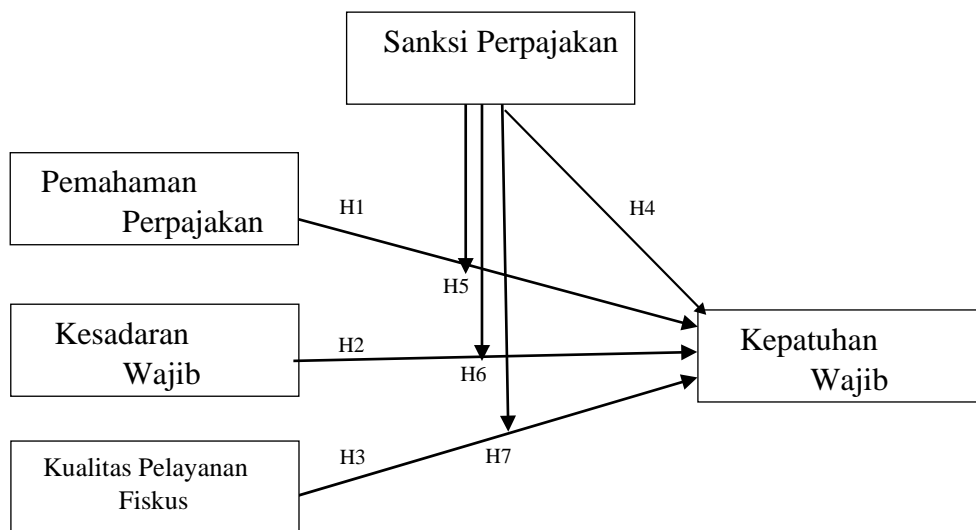 Sanksi Perpajakan
Pemahaman
Perpajakan
H1
H4
H5
Kesadaran
Wajib
H2
H6
Kepatuhan
Wajib
Kualitas Pelayanan
Fiskus
H3
H7